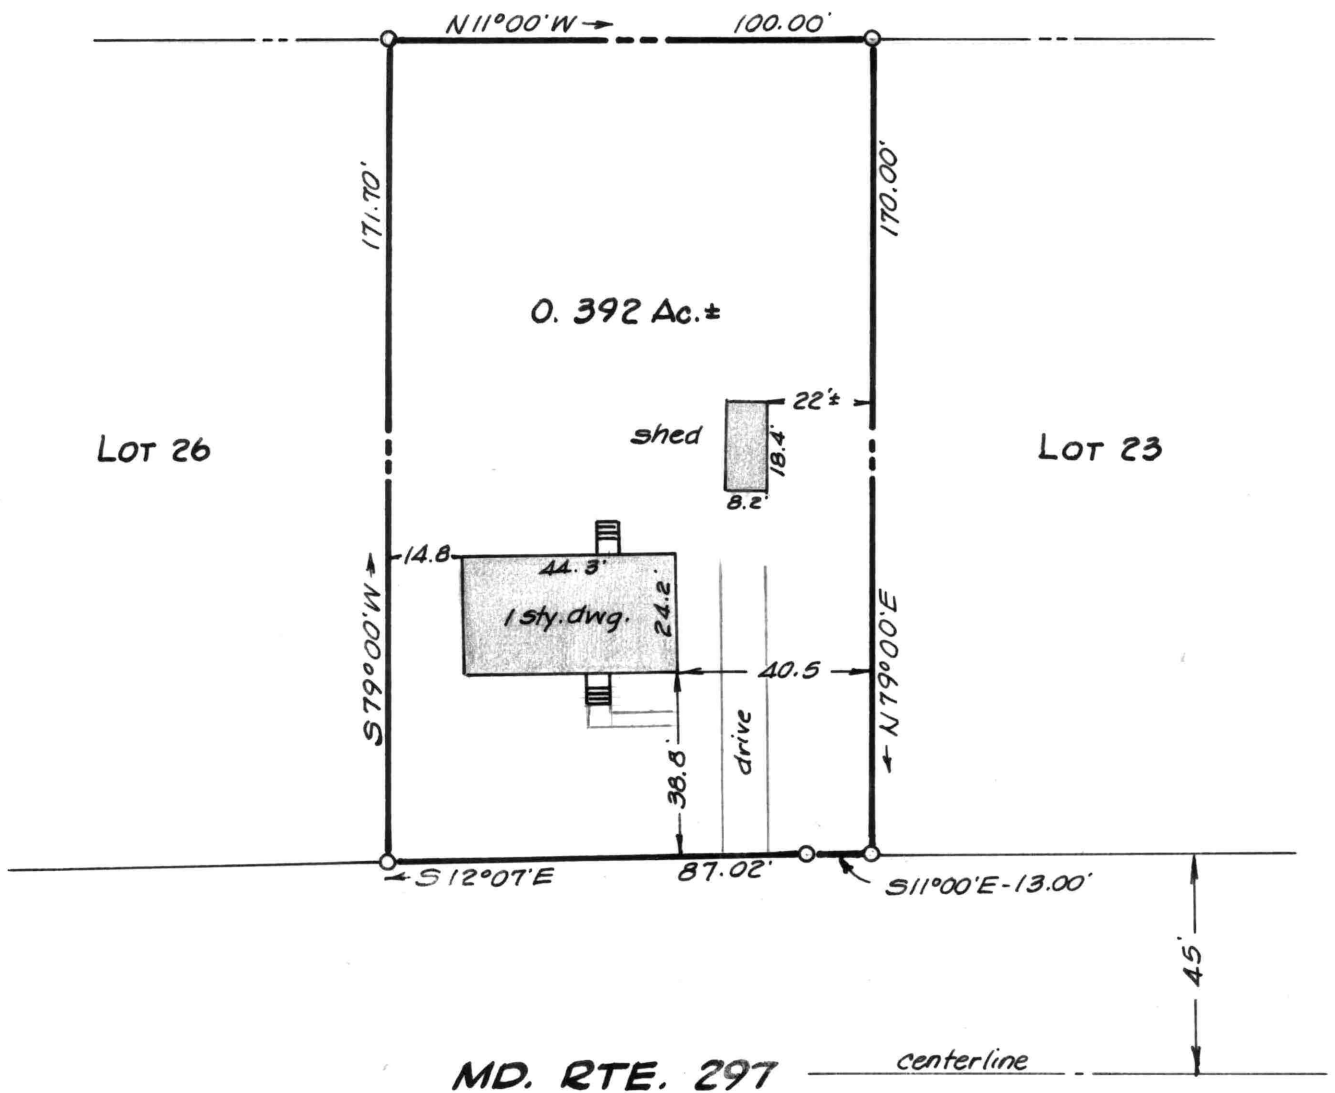 N11°00'W → 100.00'
171.70'
170.00'
0.392 Ac.±
22'±
shed
18.4'
LOT 26
LOT 23
8.2'
14.8
44.3'
1 sty. dwg.
24.2'
S79°00'W →
← N79°00'E
40.5
drive
38.8'
← S12°07'E
87.02'
S11°00'E-13.00'
45'
MD. RTE. 297
centerline